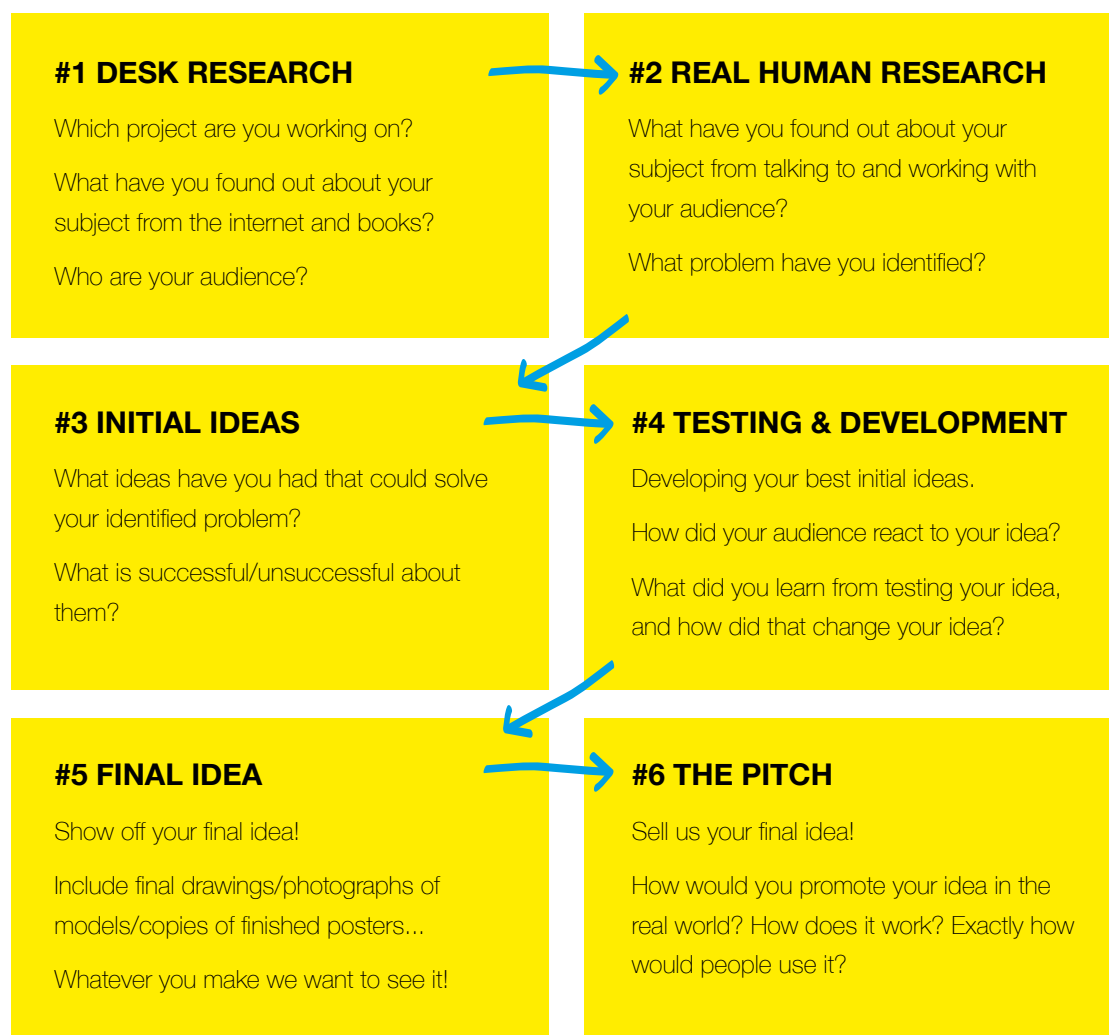 #1 DESK RESEARCH
Which project are you working on?
What have you found out about your
subject from the internet and books?
Who are your audience?
#2 REAL HUMAN RESEARCH
What have you found out about your
subject from talking to and working with
your audience?
What problem have you identified?
#3 INITIAL IDEAS
What ideas have you had that could solve
your identified problem?
What is successful/unsuccessful about
them?
#4 TESTING & DEVELOPMENT
Developing your best initial ideas.
How did your audience react to your idea?
What did you learn from testing your idea,
and how did that change your idea?
#5 FINAL IDEA
Show off your final idea!
Include final drawings/photographs of
models/copies of finished posters...
Whatever you make we want to see it!
#6 THE PITCH
Sell us your final idea!
How would you promote your idea in the
real world? How does it work? Exactly how
would people use it?